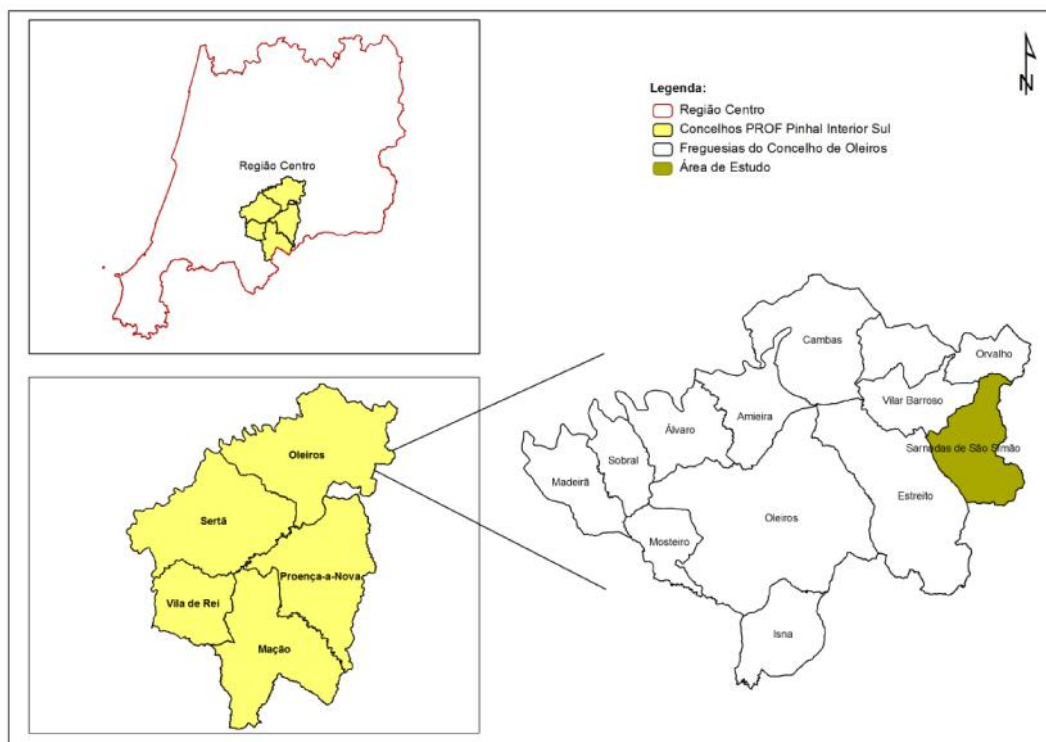 Região Centro
Legenda:
Região Centro
Concelhos PROF Pinhal Interior Sul
Freguesias do Concelho de Oleiros
Área de Estudo
N
Oleiros
Sertã
Proença-a-Nova
Vila de Rei
Mação
Cambas
Orvalho
Vilar Barroso
Amieira
Álvaro
Sarnadas de São Simão
Sobral
Madeirã
Estreito
Oleiros
Mosteiro
Isna